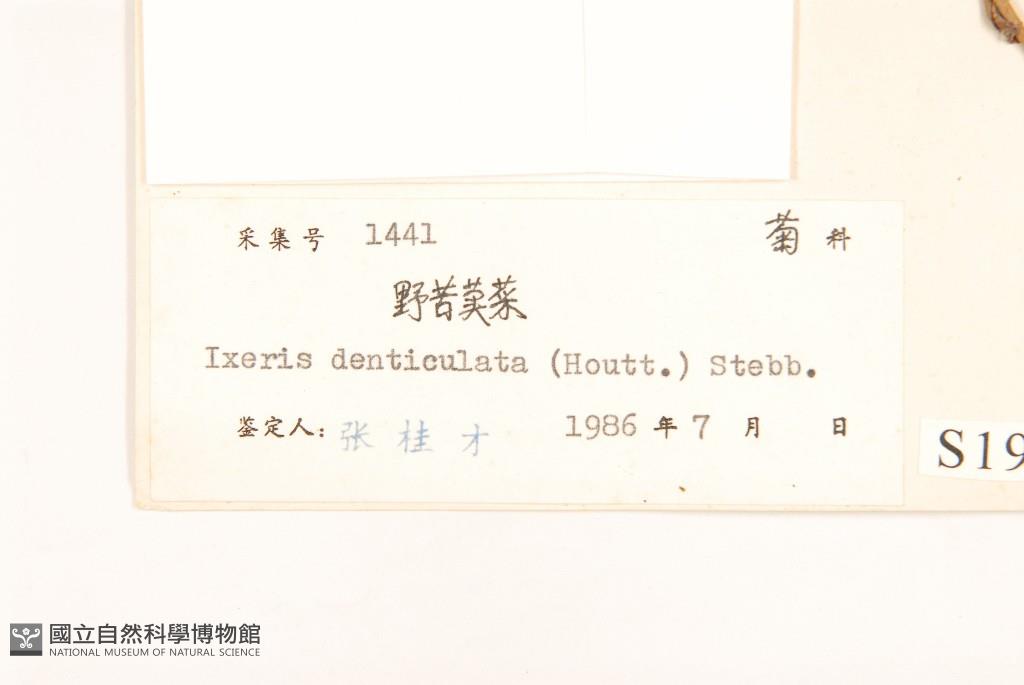 采集号 1441 菊 科
野苦荬菜
Ixeris denticulata (Houtt.) Stebb.
鉴定人: 张桂才 1986 年 7 月 日
S19
國立自然科學博物館
NATIONAL MUSEUM OF NATURAL SCIENCE